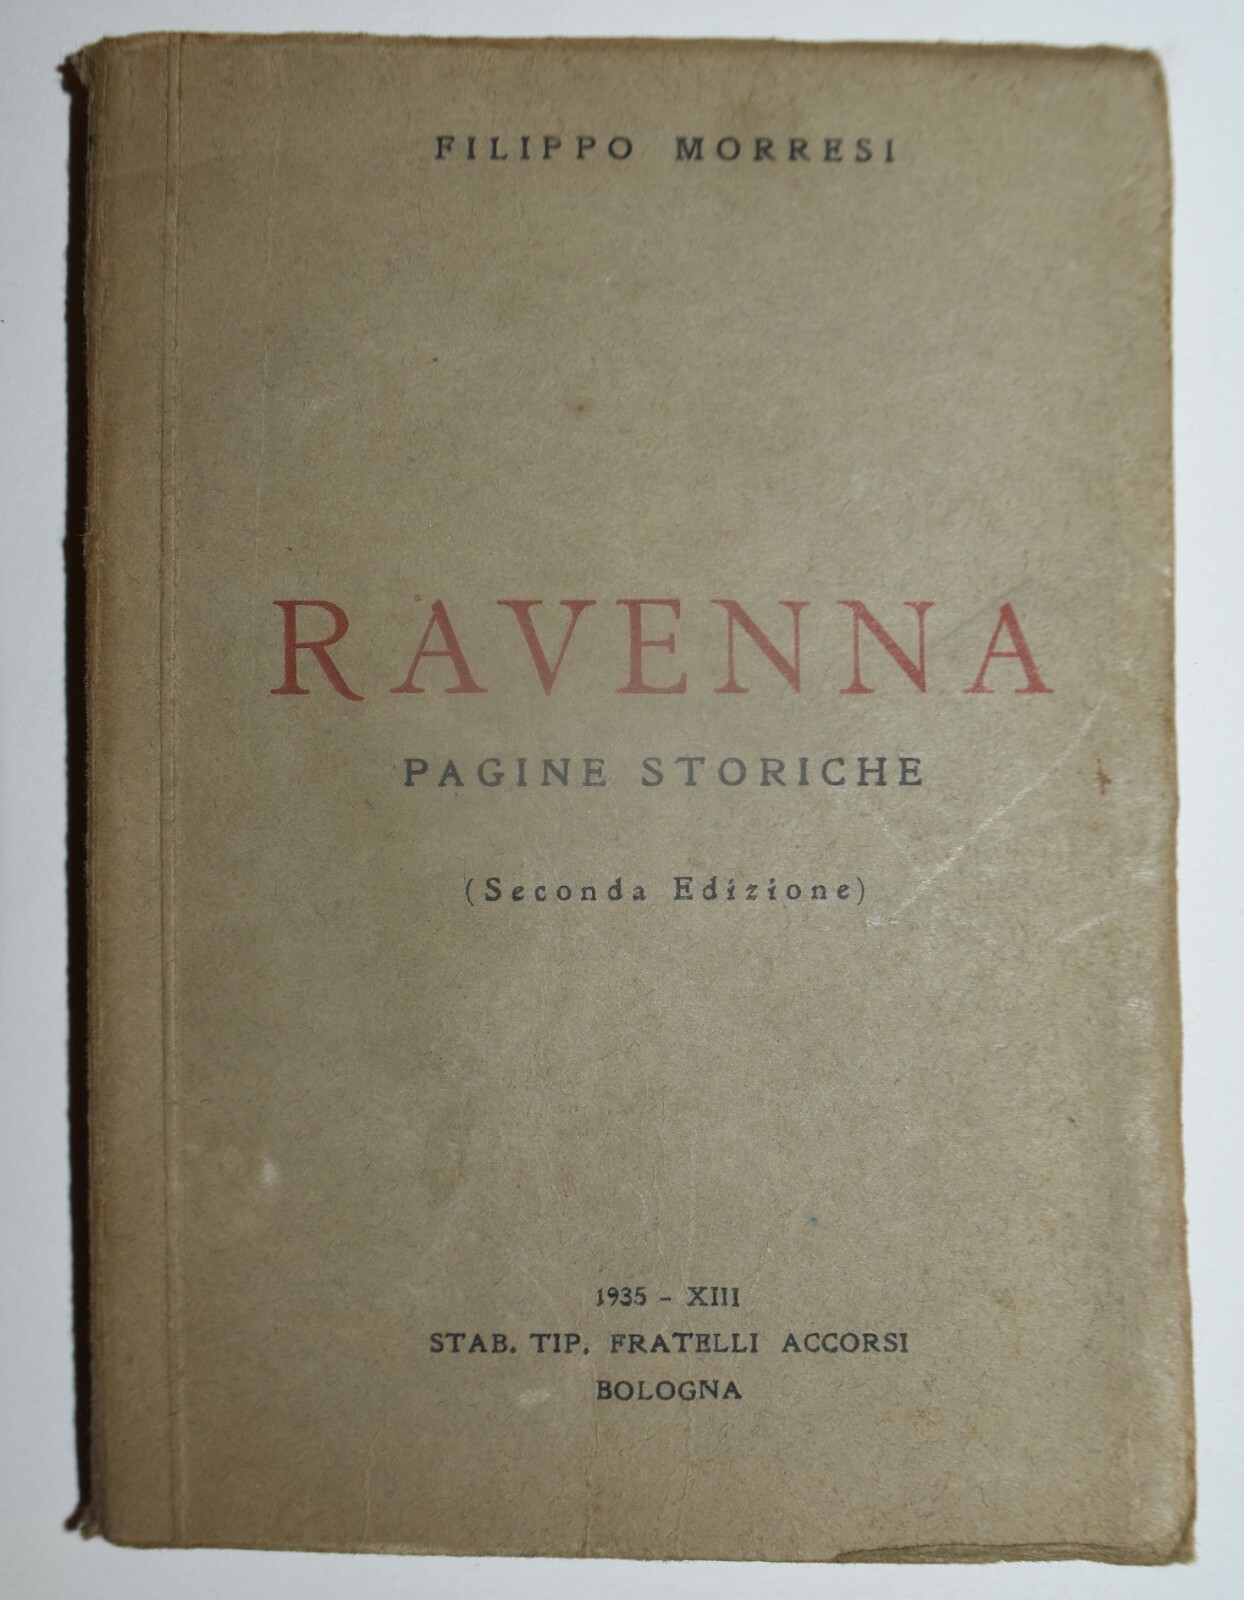 FILIPPO MORRESI
RAVENNA
PAGINE STORICHE
(Seconda Edizione)
1935 - XIII
STAB. TIP. FRATELLI ACCORSI
BOLOGNA